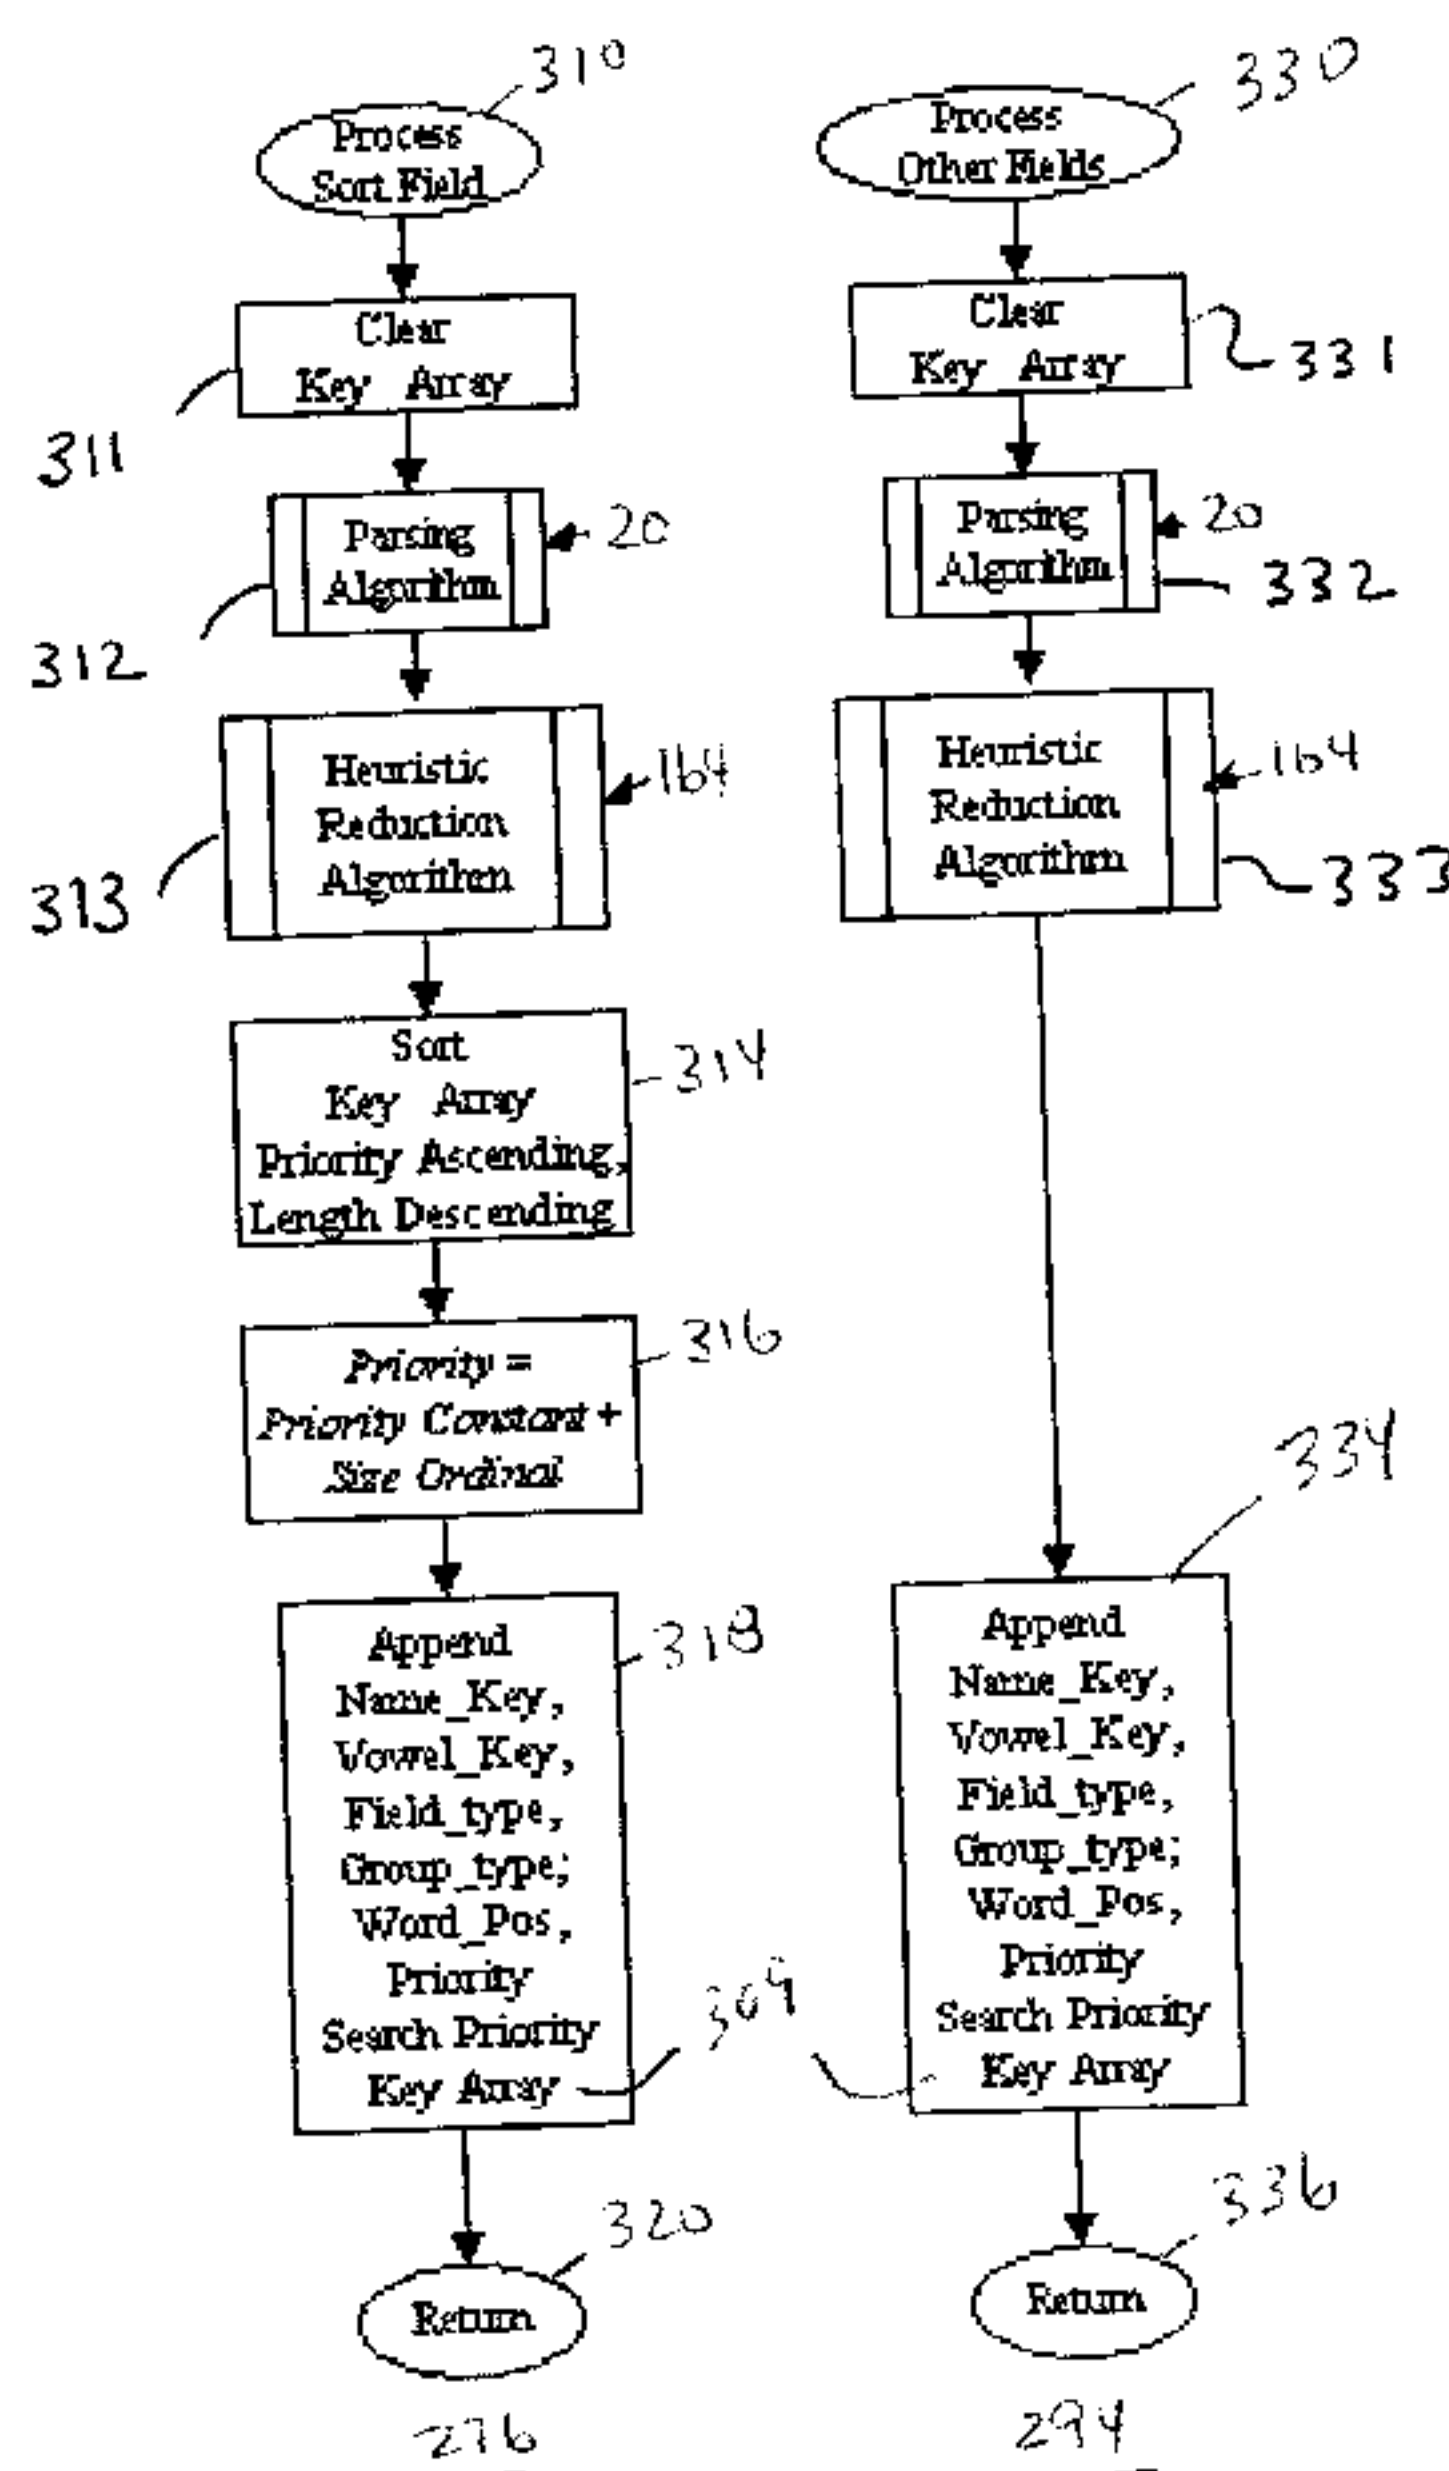 310
Process
Sort Field
Clear
Key Array
311
Parsing
Algorithm
20
312
Heuristic
Reduction
Algorithm
164
313
Sort
Key Array
Priority Ascending,
Length Descending
314
Priority =
Priority Constant +
Size Ordinal
316
Append
Name_Key,
Vowel_Key,
Field_type,
Group_type;
Word_Pos,
Priority
Search Priority
Key Array
318
309
Return
320
276
330
Process
Other Fields
Clear
Key Array
331
Parsing
Algorithm
20
332
Heuristic
Reduction
Algorithm
164
333
334
Append
Name_Key,
Vowel_Key,
Field_type,
Group_type;
Word_Pos,
Priority
Search Priority
Key Array
Return
336
294